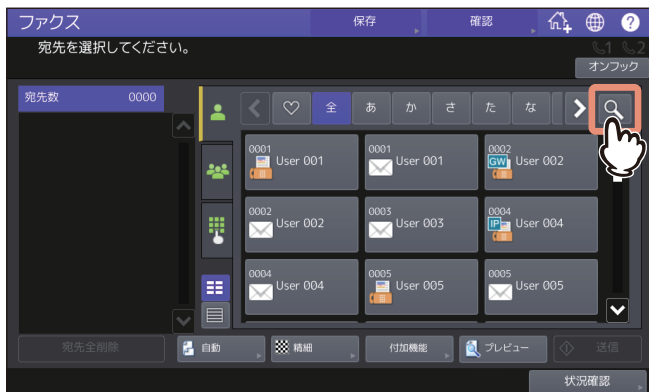 ファクス 保存 確認 ?
宛先を選択してください。 1 2
オンフック
宛先数 0000
全 あ か さ た な
0001 User 001 0001 User 001 0002 GW User 002
0002 User 002 0003 User 003 0004 IP User 004
0004 User 004 0005 User 005 0005 User 005
宛先全削除 自動 精細 付加機能 プレビュー 送信
状況確認